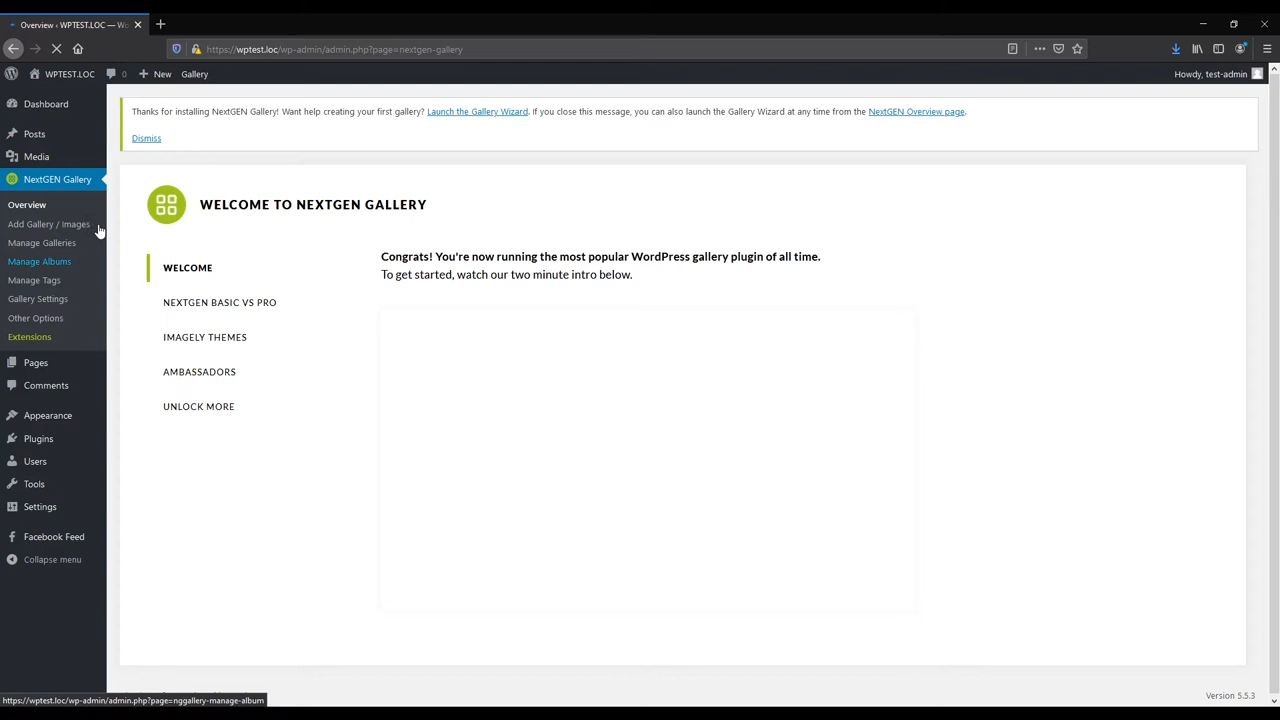 Overview ‹ WPTEST.LOC — Wo
https://wptest.loc/wp-admin/admin.php?page=nextgen-gallery
WPTEST.LOC
0
New
Gallery
Howdy, test-admin
Dashboard
Posts
Media
NextGEN Gallery
Overview
Add Gallery / Images
Manage Galleries
Manage Albums
Manage Tags
Gallery Settings
Other Options
Extensions
Pages
Comments
Appearance
Plugins
Users
Tools
Settings
Facebook Feed
Collapse menu
Thanks for installing NextGEN Gallery! Want help creating your first gallery? Launch the Gallery Wizard. If you close this message, you can also launch the Gallery Wizard at any time from the NextGEN Overview page.
Dismiss
WELCOME TO NEXTGEN GALLERY
WELCOME
NEXTGEN BASIC VS PRO
IMAGELY THEMES
AMBASSADORS
UNLOCK MORE
Congrats! You're now running the most popular WordPress gallery plugin of all time.
To get started, watch our two minute intro below.
Version 5.5.3
https://wptest.loc/wp-admin/admin.php?page=nggallery-manage-album